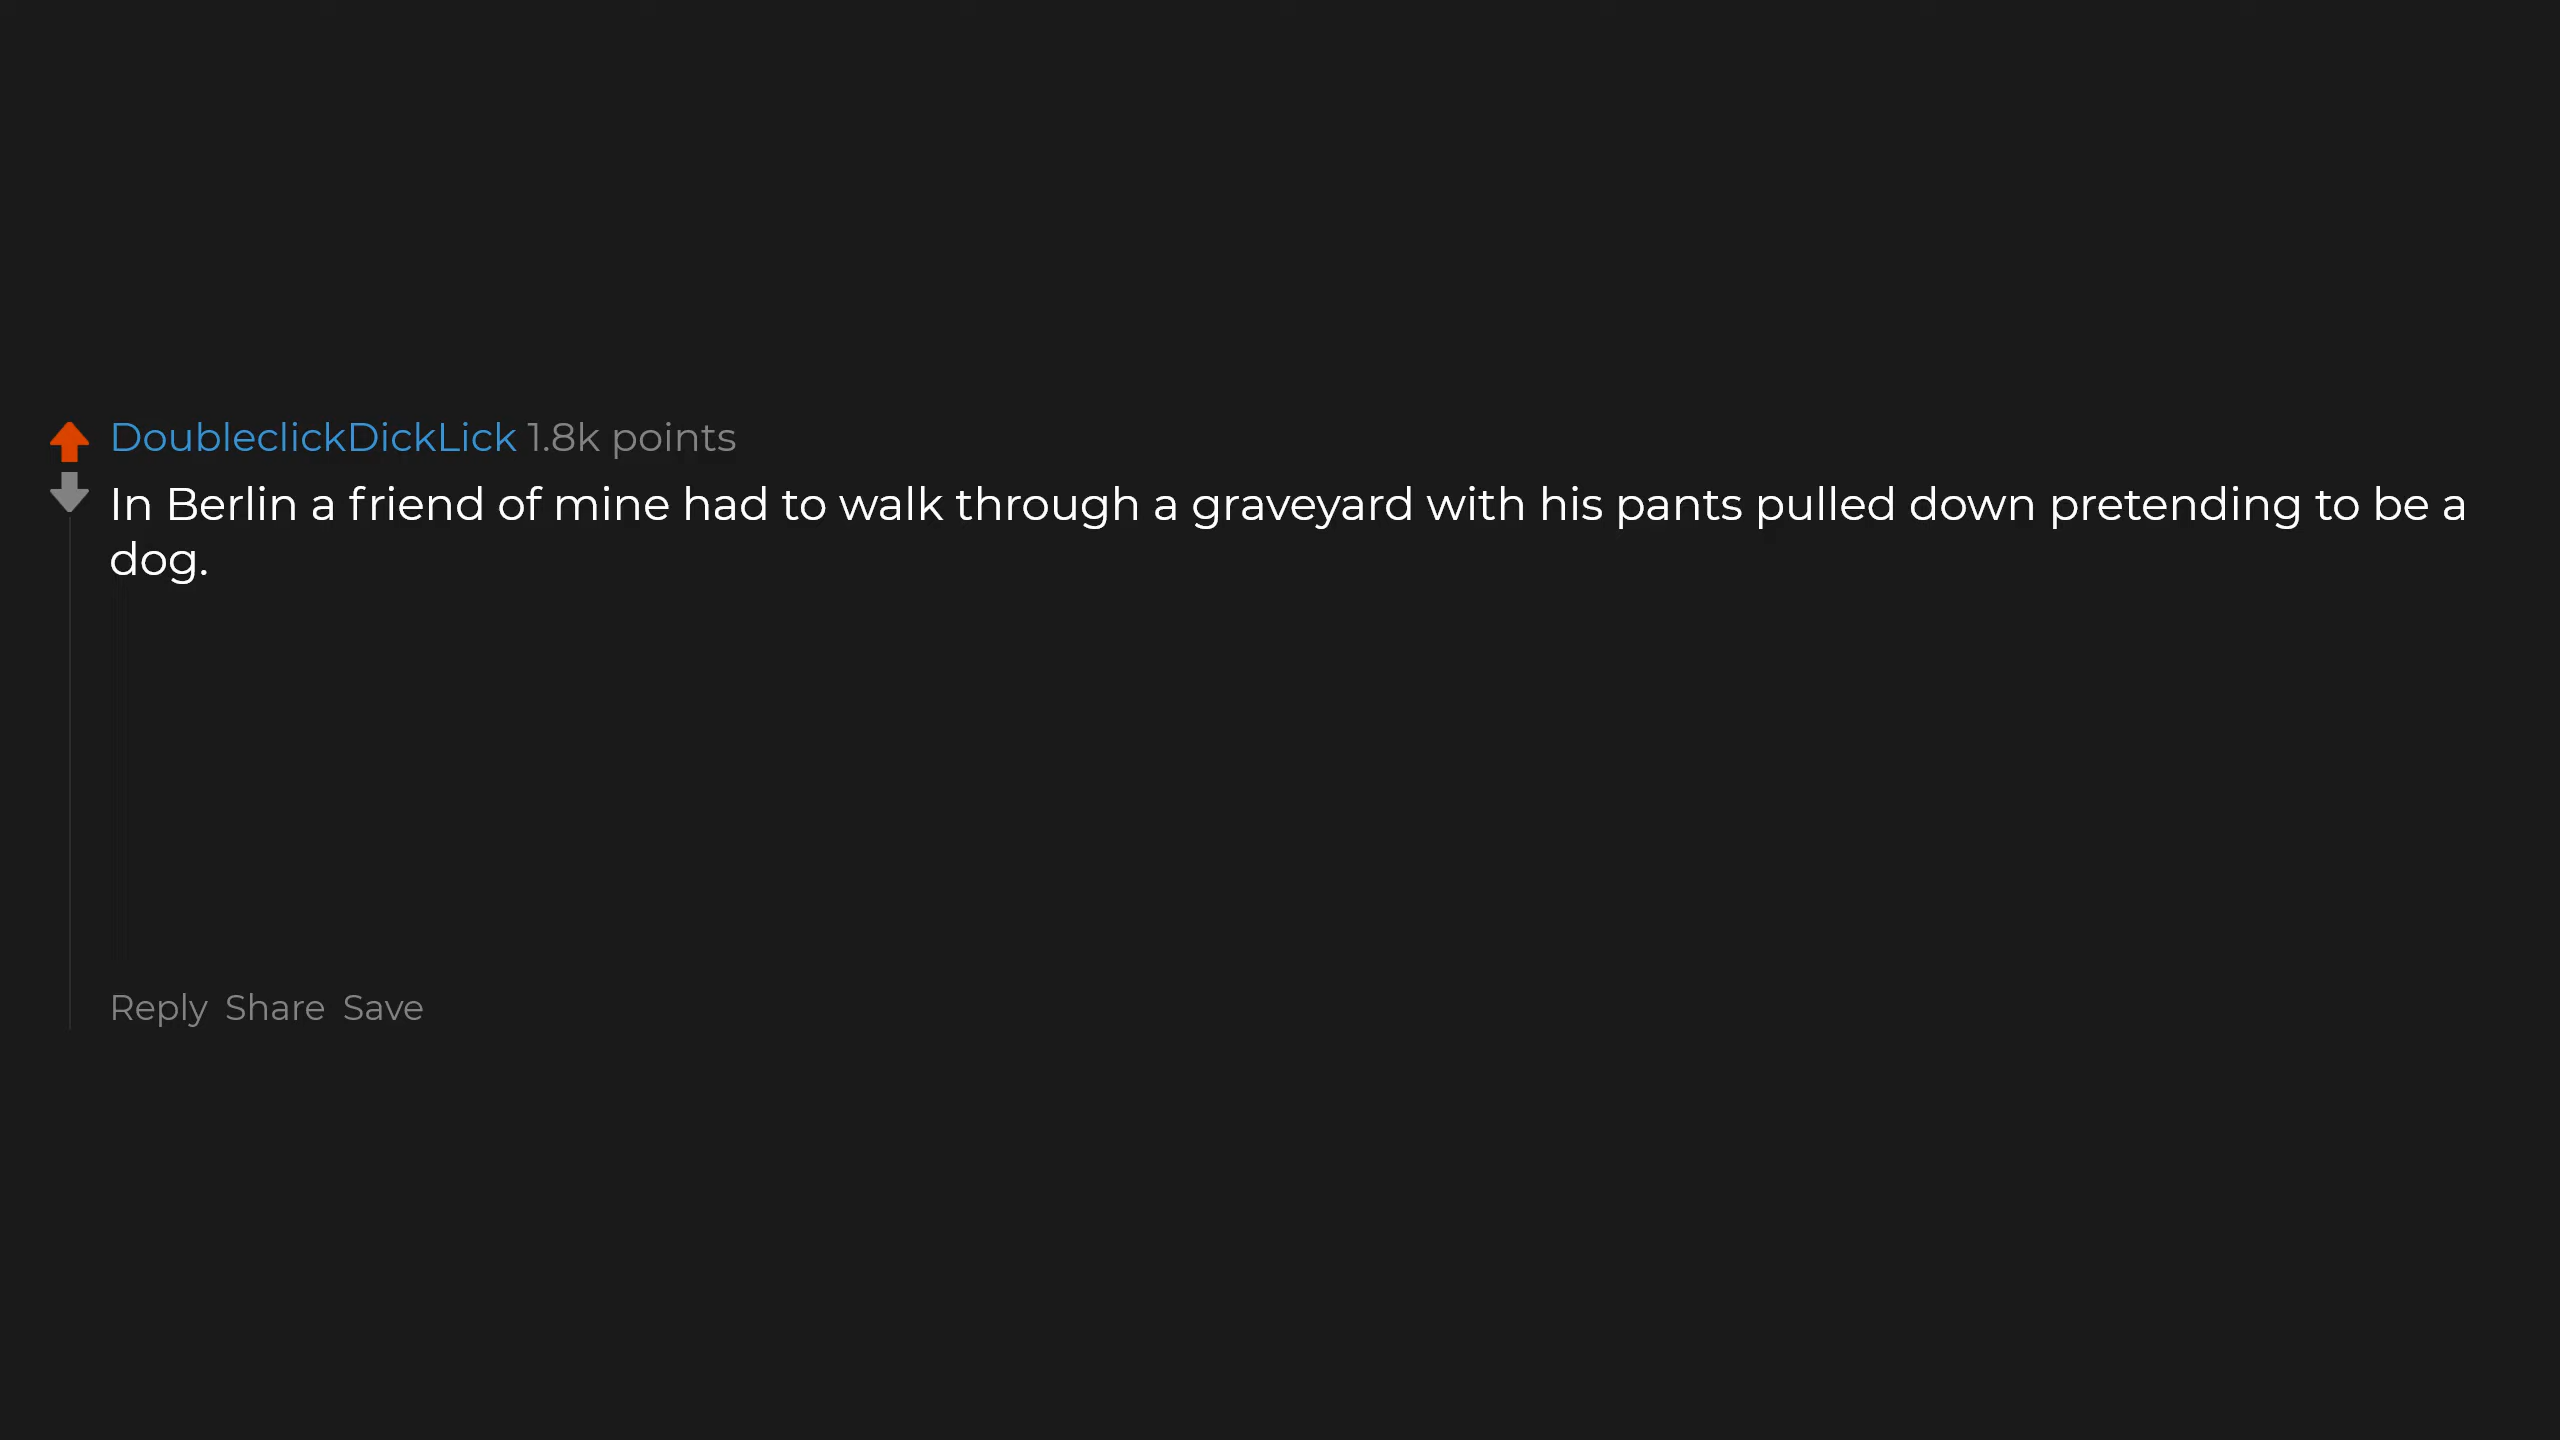 DoubleclickDickLick 1.8k points
In Berlin a friend of mine had to walk through a graveyard with his pants pulled down pretending to be a
dog.
Reply Share Save